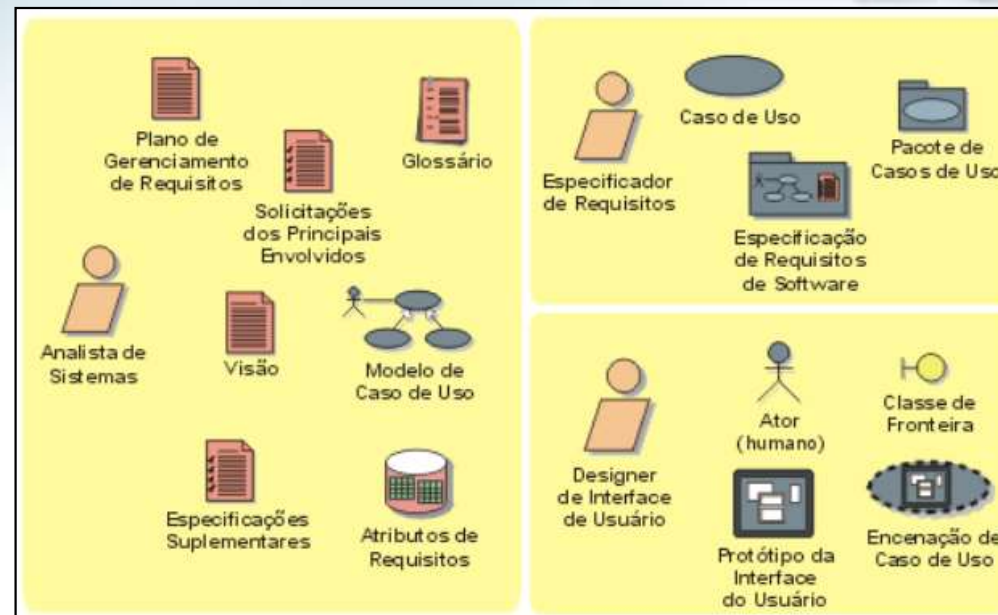 Plano de
Gerenciamento
de Requisitos
Glossário
Solicitações
dos Principais
Envolvidos
Analista de
Sistemas
Visão
Modelo de
Caso de Uso
Especificações
Suplementares
Atributos de
Requisitos
Especificador
de Requisitos
Caso de Uso
Pacote de
Casos de Uso
Especificação
de Requisitos
de Software
Designer
de Interface
de Usuário
Ator
(humano)
Classe de
Fronteira
Protótipo da
Interface
do Usuário
Encenação de
Caso de Uso